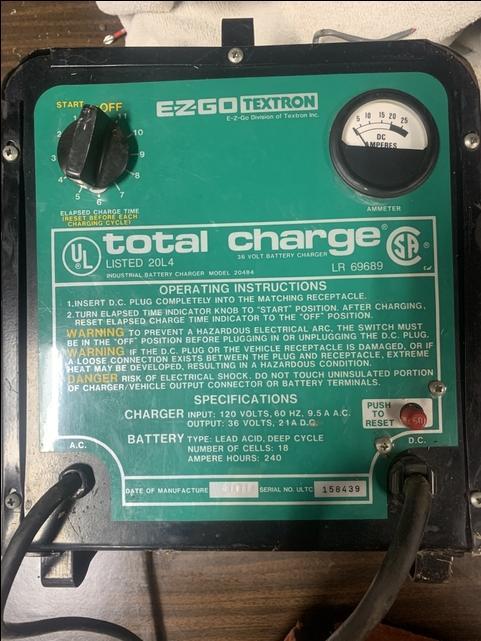 START OFF
11
10
9
8
7
6
5
4
2
ELAPSED CHARGE TIME
(RESET BEFORE EACH
CHARGING CYCLE)
EZGO TEXTRON
E-Z-Go Division of Textron Inc.
5 10 15 20 25
DC
AMPERES
AMMETER
UL
total charge®
36 VOLT BATTERY CHARGER
LISTED 20L4
INDUSTRIAL BATTERY CHARGER MODEL 20484
LR 69689
OPERATING INSTRUCTIONS
1.INSERT D.C. PLUG COMPLETELY INTO THE MATCHING RECEPTACLE.
2.TURN ELAPSED TIME INDICATOR KNOB TO "START" POSITION. AFTER CHARGING,
RESET ELAPSED CHARGE TIME INDICATOR TO THE "OFF" POSITION.
WARNING TO PREVENT A HAZARDOUS ELECTRICAL ARC, THE SWITCH MUST
BE IN THE "OFF" POSITION BEFORE PLUGGING IN OR UNPLUGGING THE D.C. PLUG.
WARNING IF THE D.C. PLUG OR THE VEHICLE RECEPTACLE IS DAMAGED, OR IF
A LOOSE CONNECTION EXISTS BETWEEN THE PLUG AND RECEPTACLE, EXTREME
HEAT MAY BE DEVELOPED, RESULTING IN A HAZARDOUS CONDITION.
DANGER RISK OF ELECTRICAL SHOCK. DO NOT TOUCH UNINSULATED PORTION
OF CHARGER/VEHICLE OUTPUT CONNECTOR OR BATTERY TERMINALS.
SPECIFICATIONS
CHARGER INPUT: 120 VOLTS, 60 HZ, 9.5 A A.C.
OUTPUT: 36 VOLTS, 21 A D.C.
PUSH
TO
RESET
50
A.C.
D.C.
BATTERY TYPE: LEAD ACID, DEEP CYCLE
NUMBER OF CELLS: 18
AMPERE HOURS: 240
DATE OF MANUFACTURE
SERIAL NO. ULTC 158439